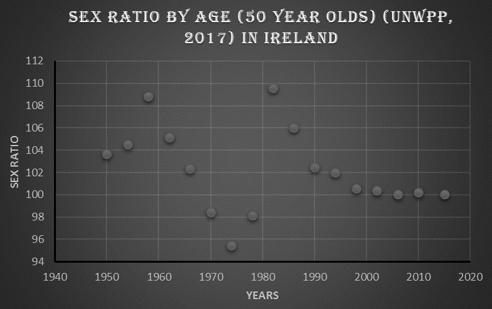 SEX RATIO BY AGE (50 YEAR OLDS) (UNWPP,
2017) IN IRELAND
112
110
108
106
104
102
100
98
96
94
SEX RATIO
1940 1950 1960 1970 1980 1990 2000 2010 2020
YEARS